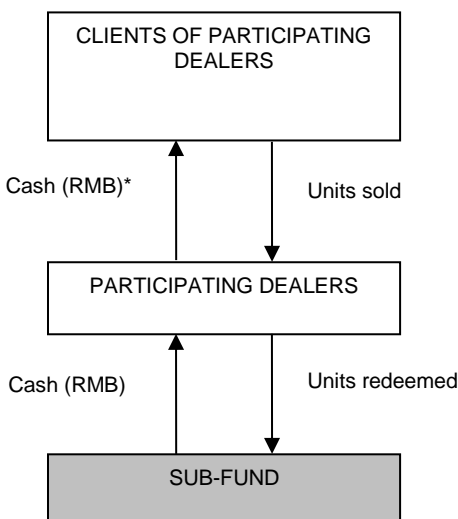 CLIENTS OF PARTICIPATING
DEALERS
Cash (RMB)*
Units sold
PARTICIPATING DEALERS
Cash (RMB)
Units redeemed
SUB-FUND